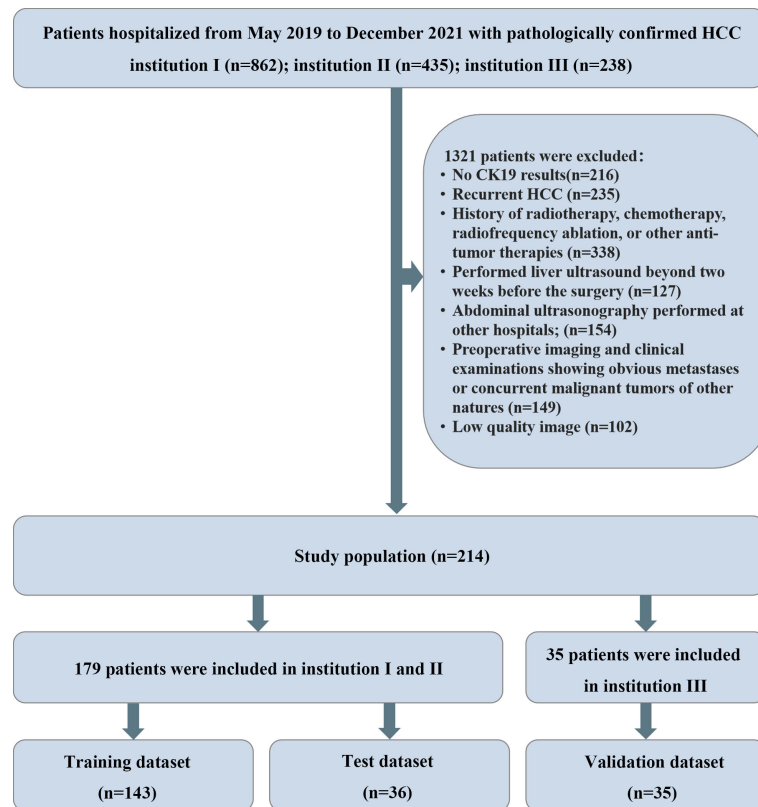 Patients hospitalized from May 2019 to December 2021 with pathologically confirmed HCC
institution I (n=862); institution II (n=435); institution III (n=238)
1321 patients were excluded：
• No CK19 results(n=216)
• Recurrent HCC (n=235)
• History of radiotherapy, chemotherapy,
radiofrequency ablation, or other anti-
tumor therapies (n=338)
• Performed liver ultrasound beyond two
weeks before the surgery (n=127)
• Abdominal ultrasonography performed at
other hospitals; (n=154)
• Preoperative imaging and clinical
examinations showing obvious metastases
or concurrent malignant tumors of other
natures (n=149)
• Low quality image (n=102)
Study population (n=214)
179 patients were included in institution I and II
35 patients were included
in institution III
Training dataset
(n=143)
Test dataset
(n=36)
Validation dataset
(n=35)